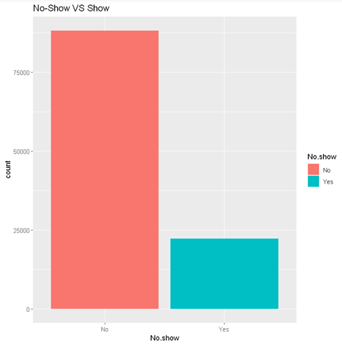 No-Show VS Show
75000
50000
25000
0
count
No
Yes
No.show
No.show
No
Yes